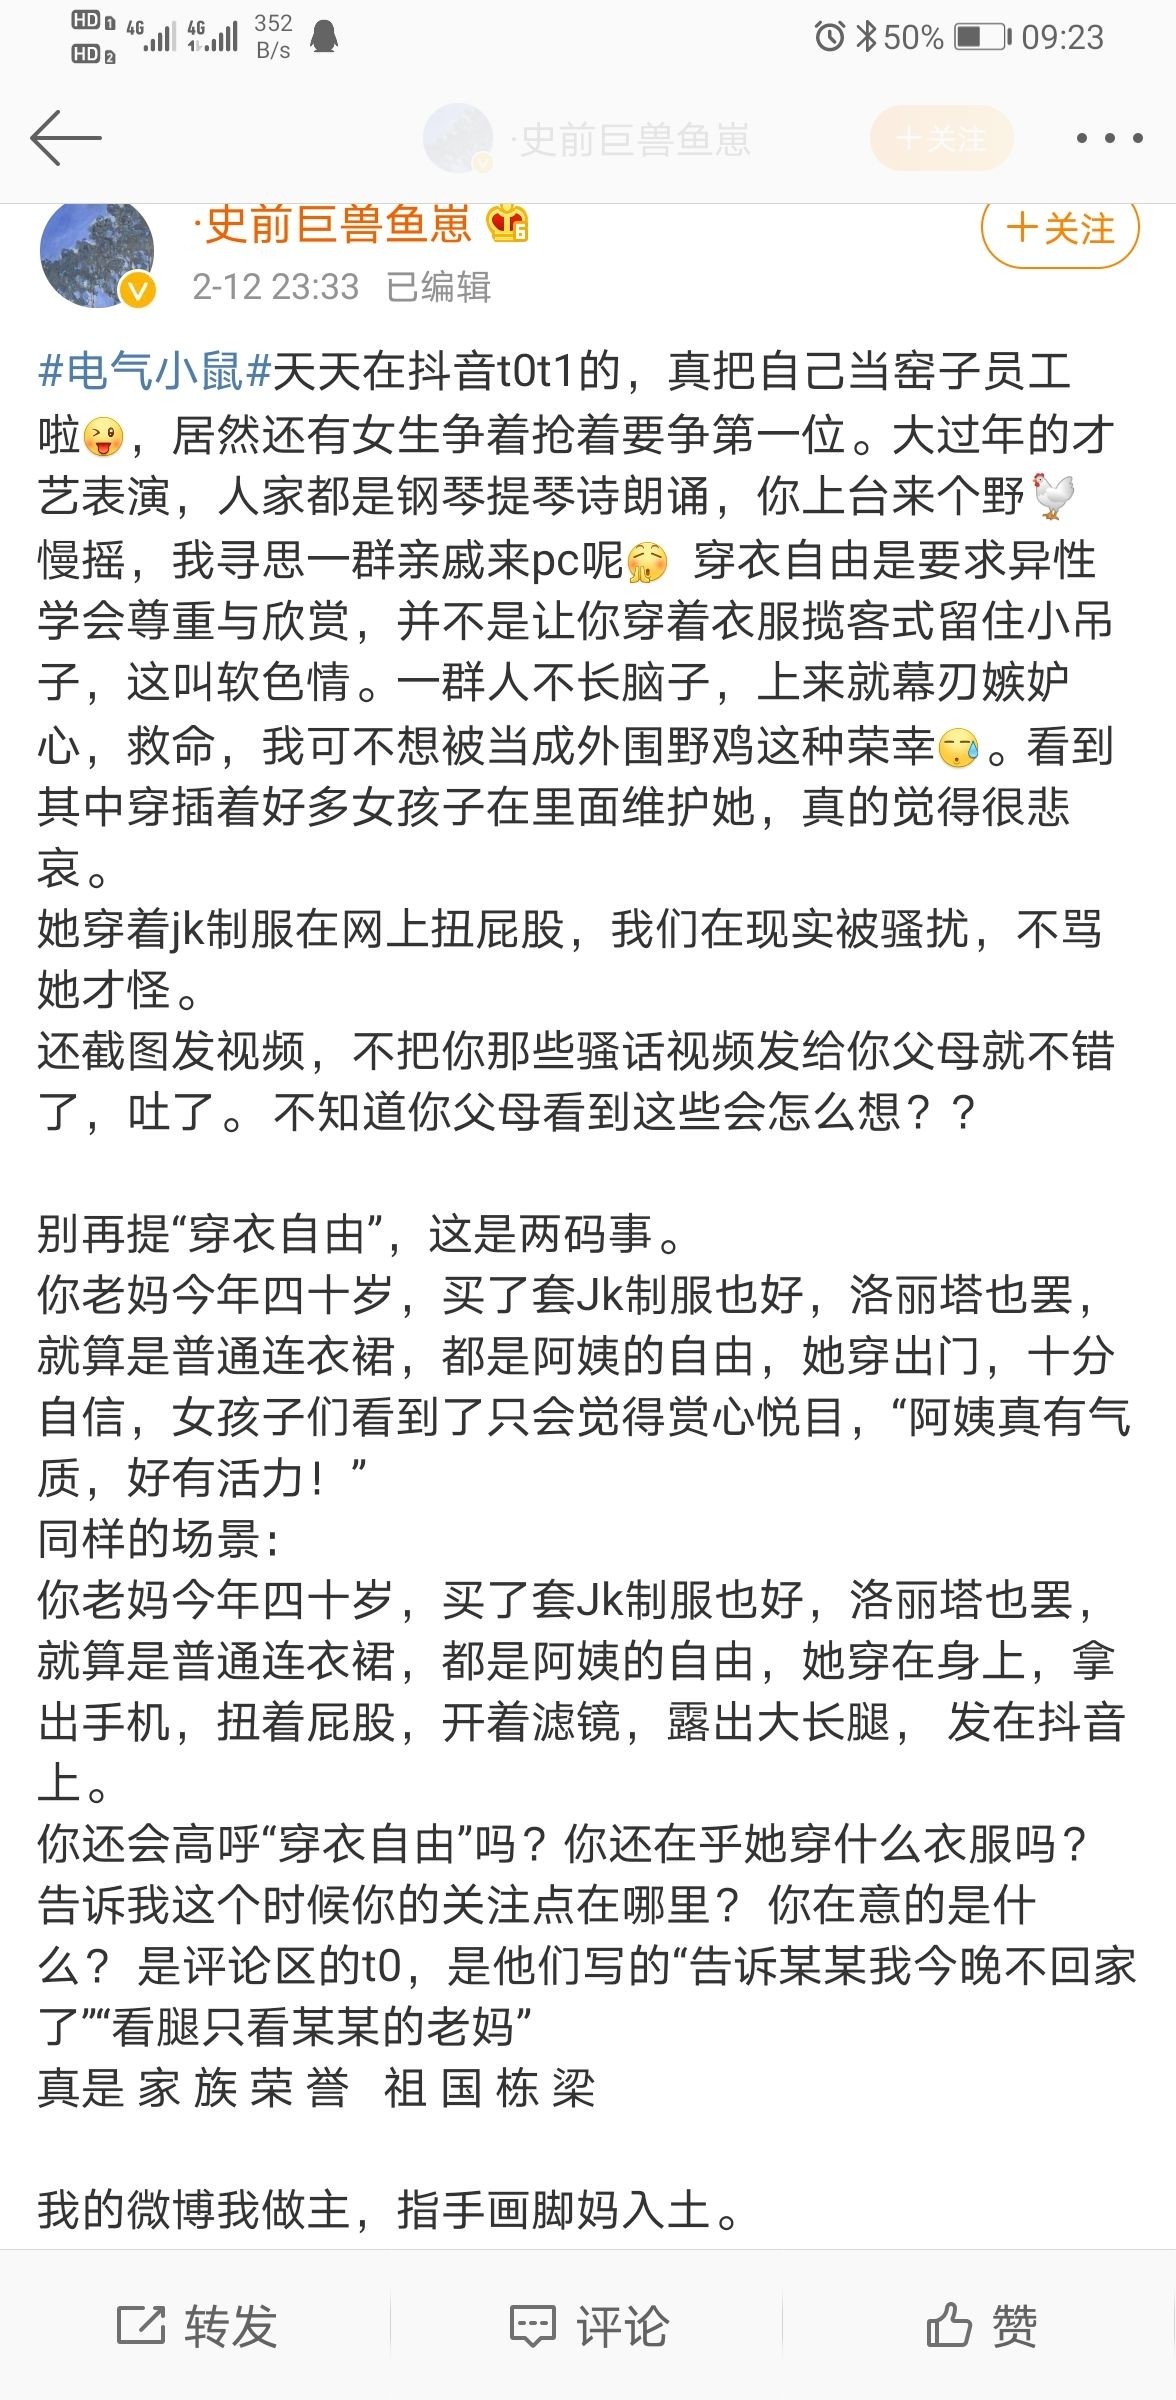 HD 1 4G 4G 352 50% 09:23
HD 2 B/s
·史前巨兽鱼崽 +关注
·史前巨兽鱼崽 6 +关注
2-12 23:33 已编辑
#电气小鼠#天天在抖音t0t1的，真把自己当窑子员工
啦😜，居然还有女生争着抢着要争第一位。大过年的才
艺表演，人家都是钢琴提琴诗朗诵，你上台来个野🐓
慢摇，我寻思一群亲戚来pc呢🤭 穿衣自由是要求异性
学会尊重与欣赏，并不是让你穿着衣服揽客式留住小吊
子，这叫软色情。一群人不长脑子，上来就幕刃嫉妒
心，救命，我可不想被当成外围野鸡这种荣幸😪。看到
其中穿插着好多女孩子在里面维护她，真的觉得很悲
哀。
她穿着jk制服在网上扭屁股，我们在现实被骚扰，不骂
她才怪。
还截图发视频，不把你那些骚话视频发给你父母就不错
了，吐了。不知道你父母看到这些会怎么想？？
别再提“穿衣自由”，这是两码事。
你老妈今年四十岁，买了套Jk制服也好，洛丽塔也罢，
就算是普通连衣裙，都是阿姨的自由，她穿出门，十分
自信，女孩子们看到了只会觉得赏心悦目，“阿姨真有气
质，好有活力！”
同样的场景：
你老妈今年四十岁，买了套Jk制服也好，洛丽塔也罢，
就算是普通连衣裙，都是阿姨的自由，她穿在身上，拿
出手机，扭着屁股，开着滤镜，露出大长腿， 发在抖音
上。
你还会高呼“穿衣自由”吗？你还在乎她穿什么衣服吗？
告诉我这个时候你的关注点在哪里？ 你在意的是什
么？ 是评论区的t0，是他们写的“告诉某某我今晚不回家
了”“看腿只看某某的老妈”
真是 家 族 荣 誉 祖 国 栋 梁
我的微博我做主，指手画脚妈入土。
转发 评论 赞